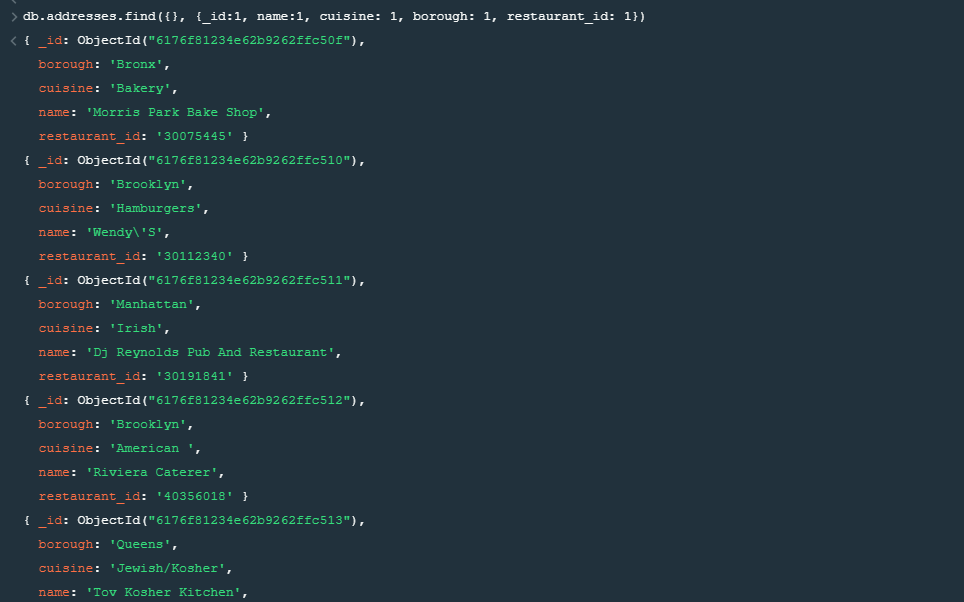 > db.addresses.find({}, {_id:1, name:1, cuisine: 1, borough: 1, restaurant_id: 1})
< { _id: ObjectId("6176f81234e62b9262ffc50f"),
borough: 'Bronx',
cuisine: 'Bakery',
name: 'Morris Park Bake Shop',
restaurant_id: '30075445' }
{ _id: ObjectId("6176f81234e62b9262ffc510"),
borough: 'Brooklyn',
cuisine: 'Hamburgers',
name: 'Wendy\'S',
restaurant_id: '30112340' }
{ _id: ObjectId("6176f81234e62b9262ffc511"),
borough: 'Manhattan',
cuisine: 'Irish',
name: 'Dj Reynolds Pub And Restaurant',
restaurant_id: '30191841' }
{ _id: ObjectId("6176f81234e62b9262ffc512"),
borough: 'Brooklyn',
cuisine: 'American ',
name: 'Riviera Caterer',
restaurant_id: '40356018' }
{ _id: ObjectId("6176f81234e62b9262ffc513"),
borough: 'Queens',
cuisine: 'Jewish/Kosher',
name: 'Tov Kosher Kitchen',